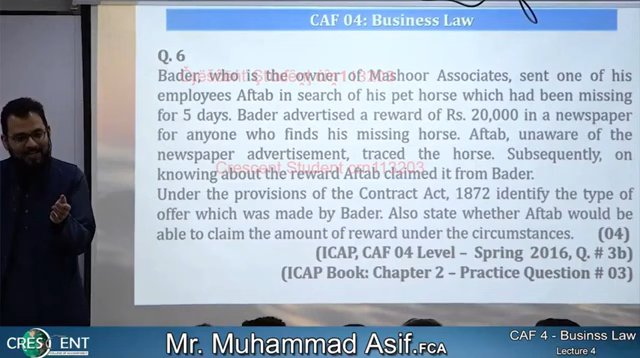 CAF 04: Business Law
Q. 6
Bader, who is the owner of Mashoor Associates, sent one of his
employees Aftab in search of his pet horse which had been missing
for 5 days. Bader advertised a reward of Rs. 20,000 in a newspaper
for anyone who finds his missing horse. Aftab, unaware of the
newspaper advertisement, traced the horse. Subsequently, on
Crescent Student crn113203
knowing about the reward Aftab claimed it from Bader.
Under the provisions of the Contract Act, 1872 identify the type of
offer which was made by Bader. Also state whether Aftab would be
able to claim the amount of reward under the circumstances. (04)
(ICAP, CAF 04 Level – Spring 2016, Q. # 3b)
(ICAP Book: Chapter 2 – Practice Question # 03)
CRESCENT
Mr. Muhammad Asif.FCA
CAF 4 - Businss Law
Lecture 4